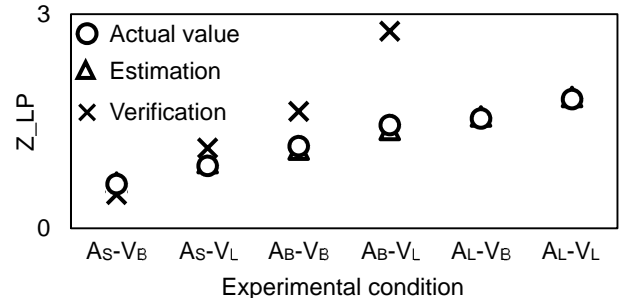 3
Actual value
Estimation
Verification
Z_LP
0
AS-VB AS-VL AB-VB AB-VL AL-VB AL-VL
Experimental condition